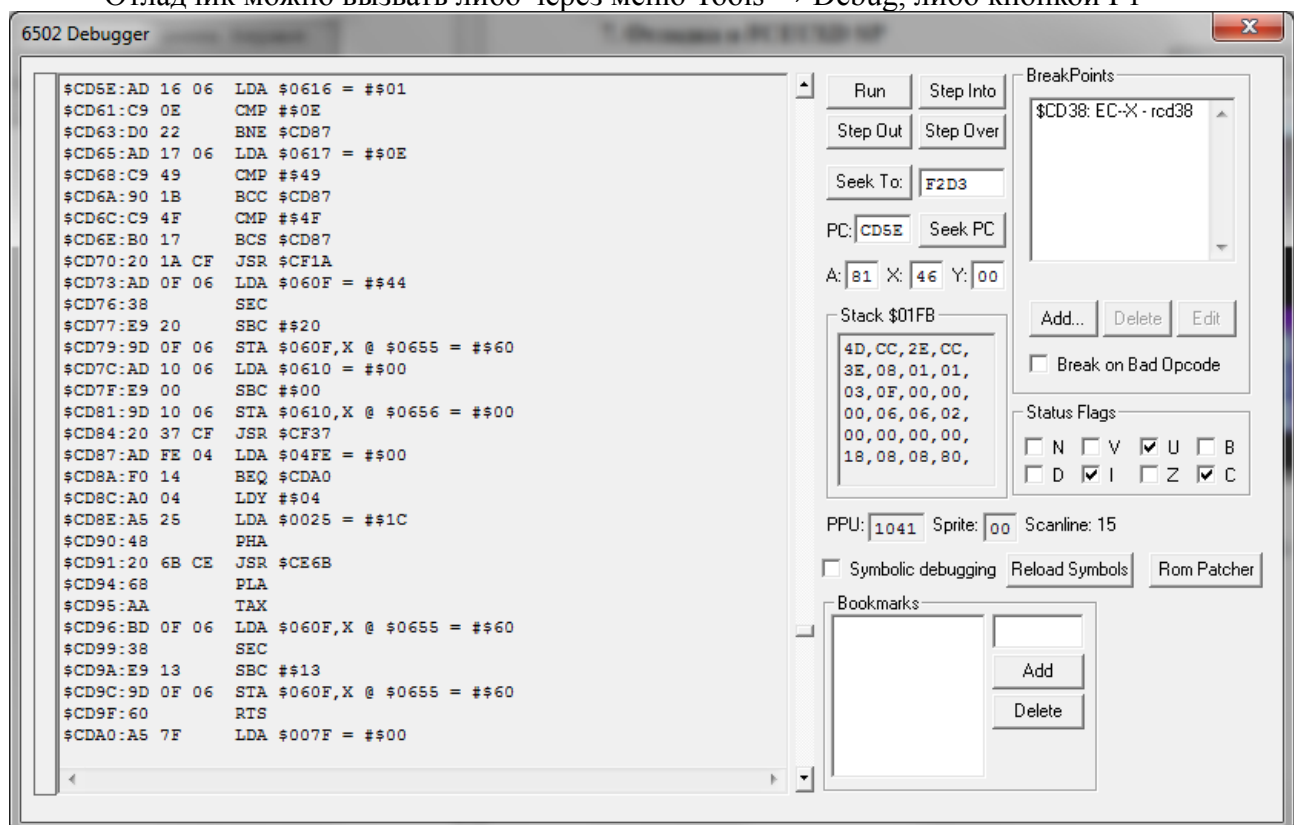 Отладчик можно вызвать либо через меню Tools → Debug, либо кнопкой F1
6502 Debugger
$CD5E:AD 16 06 LDA $0616 = #$01
$CD61:C9 0E CMP #$0E
$CD63:D0 22 BNE $CD87
$CD65:AD 17 06 LDA $0617 = #$0E
$CD68:C9 49 CMP #$49
$CD6A:90 1B BCC $CD87
$CD6C:C9 4F CMP #$4F
$CD6E:B0 17 BCS $CD87
$CD70:20 1A CF JSR $CF1A
$CD73:AD 0F 06 LDA $060F = #$44
$CD76:38 SEC
$CD77:E9 20 SBC #$20
$CD79:9D 0F 06 STA $060F,X @ $0655 = #$60
$CD7C:AD 10 06 LDA $0610 = #$00
$CD7F:E9 00 SBC #$00
$CD81:9D 10 06 STA $0610,X @ $0656 = #$00
$CD84:20 37 CF JSR $CF37
$CD87:AD FE 04 LDA $04FE = #$00
$CD8A:F0 14 BEQ $CDA0
$CD8C:A0 04 LDY #$04
$CD8E:A5 25 LDA $0025 = #$1C
$CD90:48 PHA
$CD91:20 6B CE JSR $CE6B
$CD94:68 PLA
$CD95:AA TAX
$CD96:BD 0F 06 LDA $060F,X @ $0655 = #$60
$CD99:38 SEC
$CD9A:E9 13 SBC #$13
$CD9C:9D 0F 06 STA $060F,X @ $0655 = #$60
$CD9F:60 RTS
$CDA0:A5 7F LDA $007F = #$00
Run Step Into
Step Out Step Over
Seek To: F2D3
PC: CD5E Seek PC
A: 81 X: 46 Y: 00
Stack $01FB
4D,CC,2E,CC,
3E,08,01,01,
03,0F,00,00,
00,06,06,02,
00,00,00,00,
18,08,08,80,
BreakPoints
$CD38: EC--X - rcd38
Add... Delete Edit
Break on Bad Opcode
Status Flags
N V U B
D I Z C
PPU: 1041 Sprite: 00 Scanline: 15
Symbolic debugging Reload Symbols Rom Patcher
Bookmarks
Add
Delete